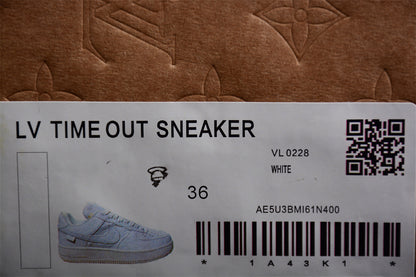 LV TIME OUT SNEAKER
VL 0228
WHITE
36
AE5U3BMI61N400
* 1A43K1 *